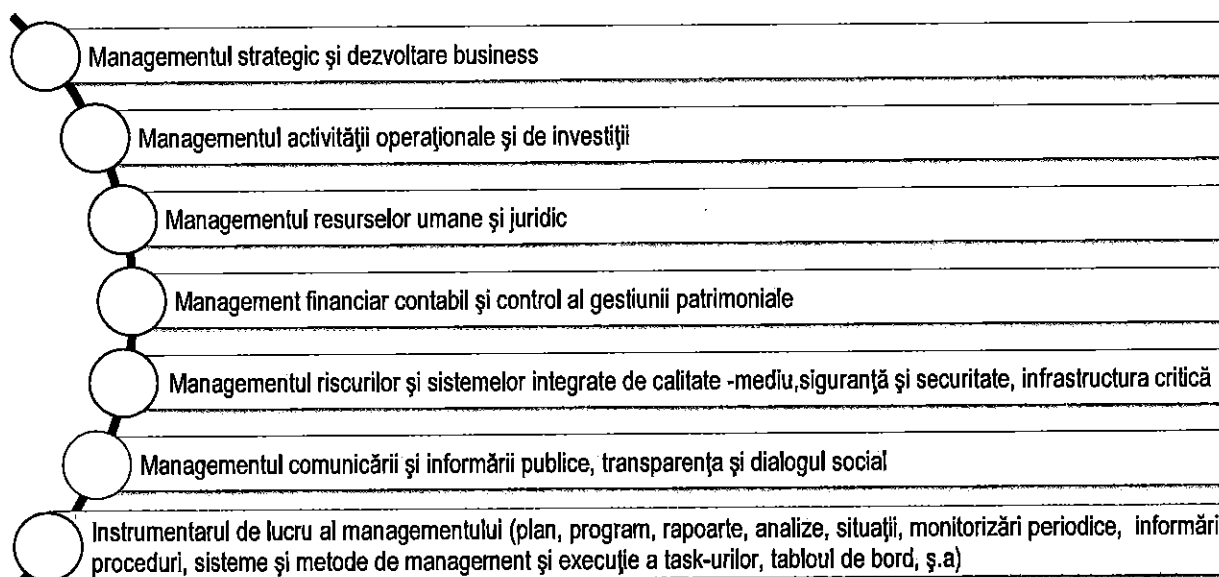 Managementul strategic şi dezvoltare business
Managementul activităţii operaţionale şi de investiţii
Managementul resurselor umane şi juridic
Management financiar contabil şi control al gestiunii patrimoniale
Managementul riscurilor şi sistemelor integrate de calitate -mediu,siguranţă şi securitate, infrastructura critică
Managementul comunicării şi informării publice, transparenţa şi dialogul social
Instrumentarul de lucru al managementului (plan, program, rapoarte, analize, situaţii, monitorizări periodice, informări
proceduri, sisteme şi metode de management şi execuţie a task-urilor, tabloul de bord, ş.a)